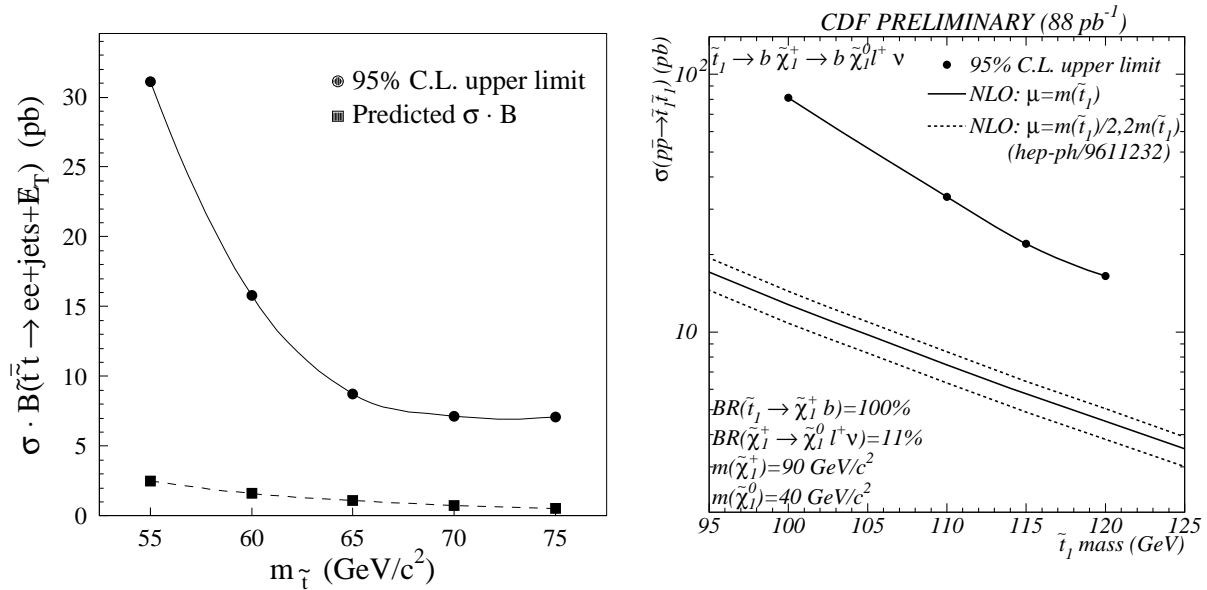 σ · B(t̃t̃̄ → ee+jets+E̸_T) (pb)
95% C.L. upper limit
Predicted σ · B
30
25
20
15
10
5
0
55 60 65 70 75
m_t̃ (GeV/c²)
CDF PRELIMINARY (88 pb⁻¹)
σ(pp̄→t̃₁t̃̄₁) (pb)
t̃₁ → b χ̃₁⁺ → b χ̃₁⁰ l⁺ ν
95% C.L. upper limit
NLO: μ=m(t̃₁)
NLO: μ=m(t̃₁)/2,2m(t̃₁)
(hep-ph/9611232)
10²
10
BR(t̃₁ → χ̃₁⁺ b)=100%
BR(χ̃₁⁺ → χ̃₁⁰ l⁺ν)=11%
m(χ̃₁⁺)=90 GeV/c²
m(χ̃₁⁰)=40 GeV/c²
95 100 105 110 115 120 125
t̃₁ mass (GeV)